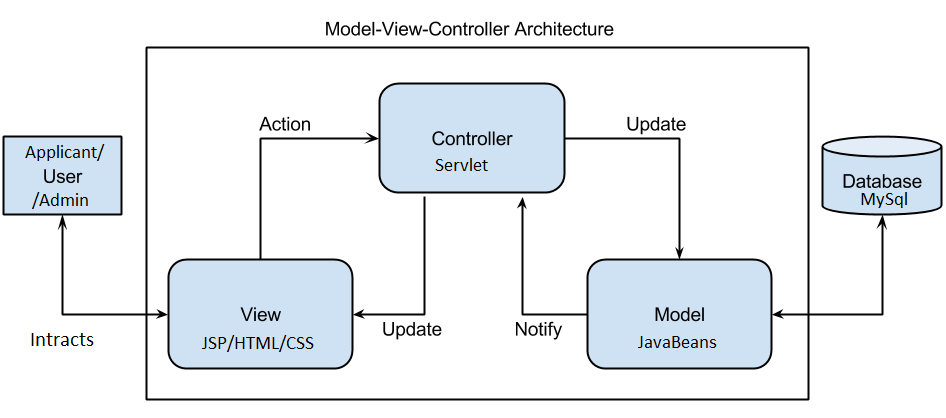 Model-View-Controller Architecture
Action
Controller
Servlet
Update
Applicant/
User
/Admin
Database
MySql
View
JSP/HTML/CSS
Update
Notify
Model
JavaBeans
Intracts